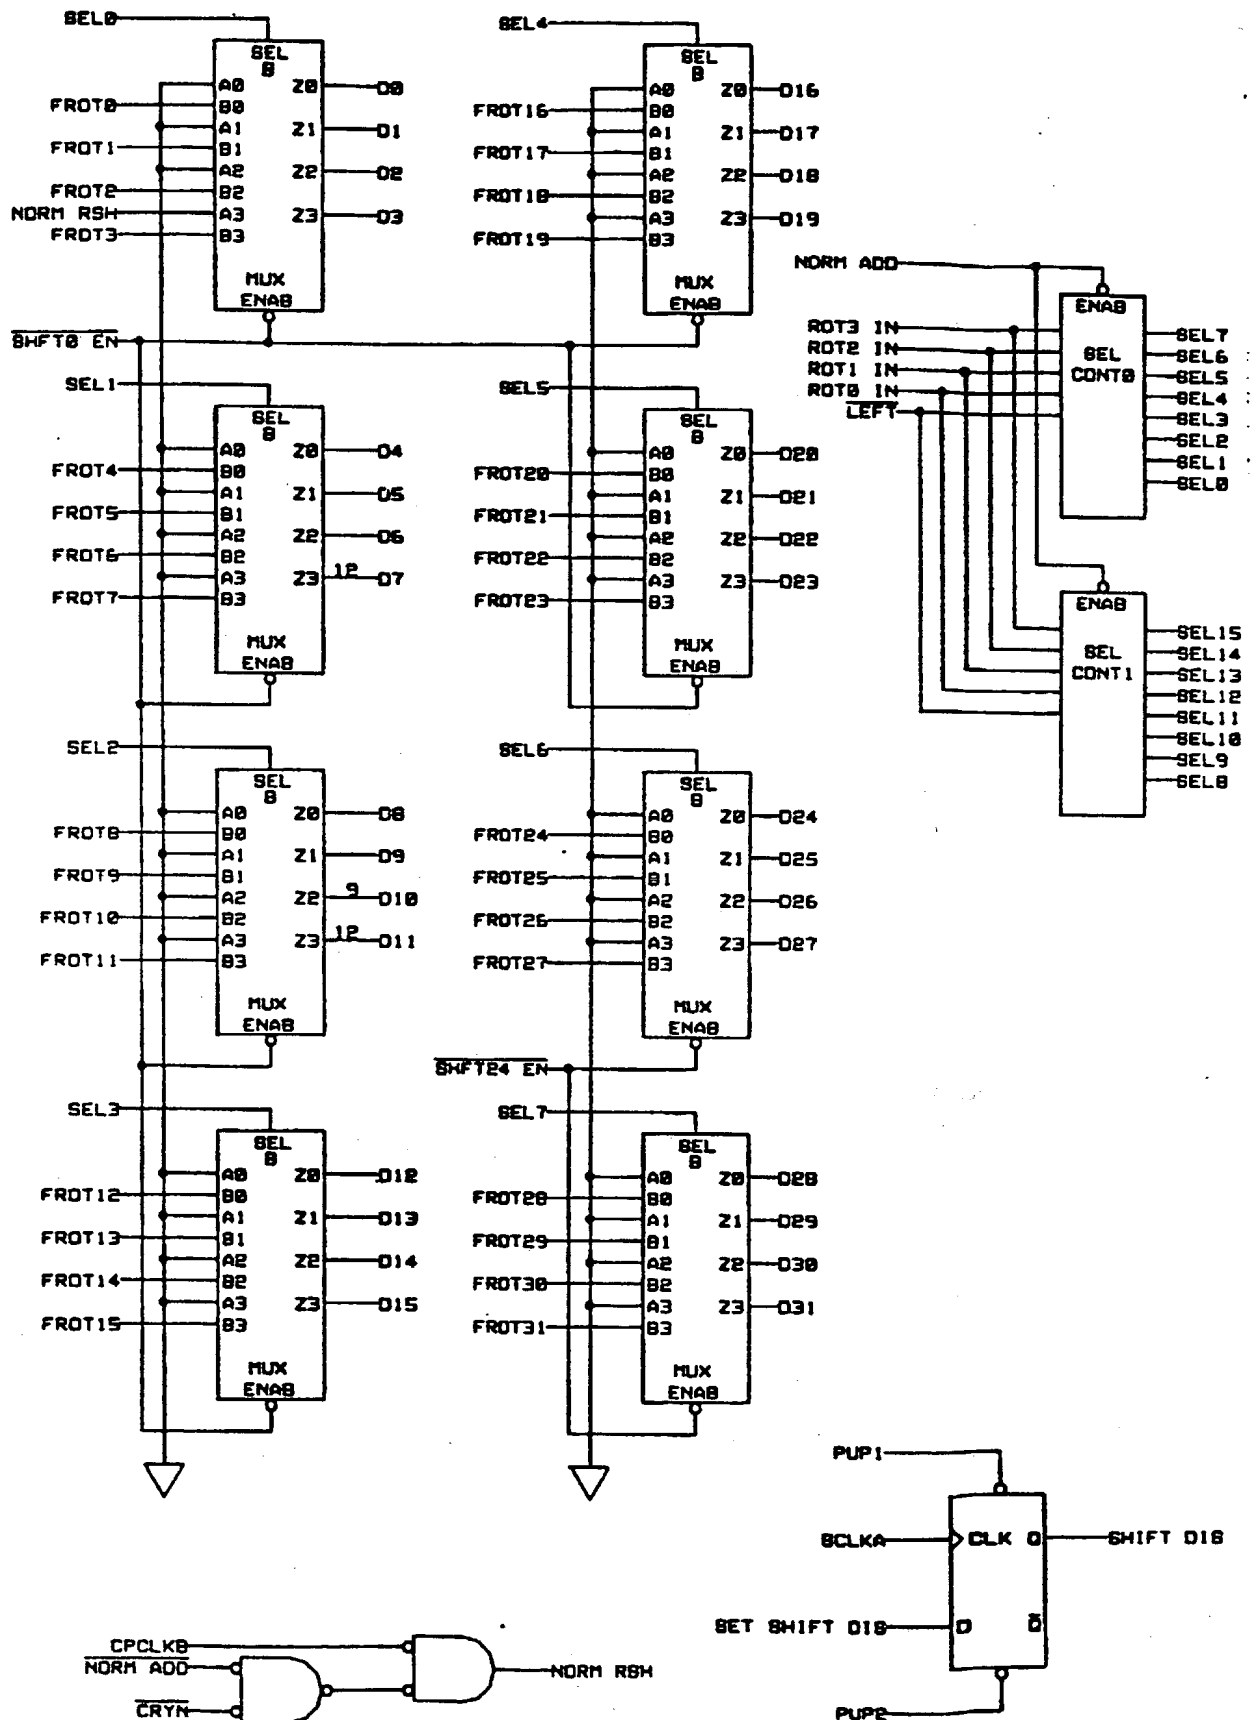 SEL0
SEL
B
A0 Z0 D0
FROT0 B0
A1 Z1 D1
FROT1 B1
A2 Z2 D2
FROT2 B2
NORM RSH A3 Z3 D3
FROT3 B3
MUX
ENAB
SHFT0 EN
SEL1
SEL
B
A0 Z0 D4
FROT4 B0
A1 Z1 D5
FROT5 B1
A2 Z2 D6
FROT6 B2
A3 Z3 12 D7
FROT7 B3
MUX
ENAB
SEL2
SEL
B
A0 Z0 D8
FROT8 B0
A1 Z1 D9
FROT9 B1
A2 Z2 9 D10
FROT10 B2
A3 Z3 12 D11
FROT11 B3
MUX
ENAB
SEL3
SEL
B
A0 Z0 D12
FROT12 B0
A1 Z1 D13
FROT13 B1
A2 Z2 D14
FROT14 B2
A3 Z3 D15
FROT15 B3
MUX
ENAB
SEL4
SEL
B
A0 Z0 D16
FROT16 B0
A1 Z1 D17
FROT17 B1
A2 Z2 D18
FROT18 B2
A3 Z3 D19
FROT19 B3
MUX
ENAB
SEL5
SEL
B
A0 Z0 D20
FROT20 B0
A1 Z1 D21
FROT21 B1
A2 Z2 D22
FROT22 B2
A3 Z3 D23
FROT23 B3
MUX
ENAB
SEL6
SEL
B
A0 Z0 D24
FROT24 B0
A1 Z1 D25
FROT25 B1
A2 Z2 D26
FROT26 B2
A3 Z3 D27
FROT27 B3
MUX
ENAB
SHFT24 EN
SEL7
SEL
B
A0 Z0 D28
FROT28 B0
A1 Z1 D29
FROT29 B1
A2 Z2 D30
FROT30 B2
A3 Z3 D31
FROT31 B3
MUX
ENAB
NORM ADD
ENAB
ROT3 IN
ROT2 IN
ROT1 IN
ROT0 IN
LEFT
SEL
CONT0
SEL7
SEL6
SEL5
SEL4
SEL3
SEL2
SEL1
SEL0
ENAB
SEL
CONT1
SEL15
SEL14
SEL13
SEL12
SEL11
SEL10
SEL9
SEL8
PUP1
SCLKA CLK Q SHIFT DIS
SET SHIFT DIS D Q̅
PUP2
CPCLKB
NORM ADD
CRYN
NORM RSH